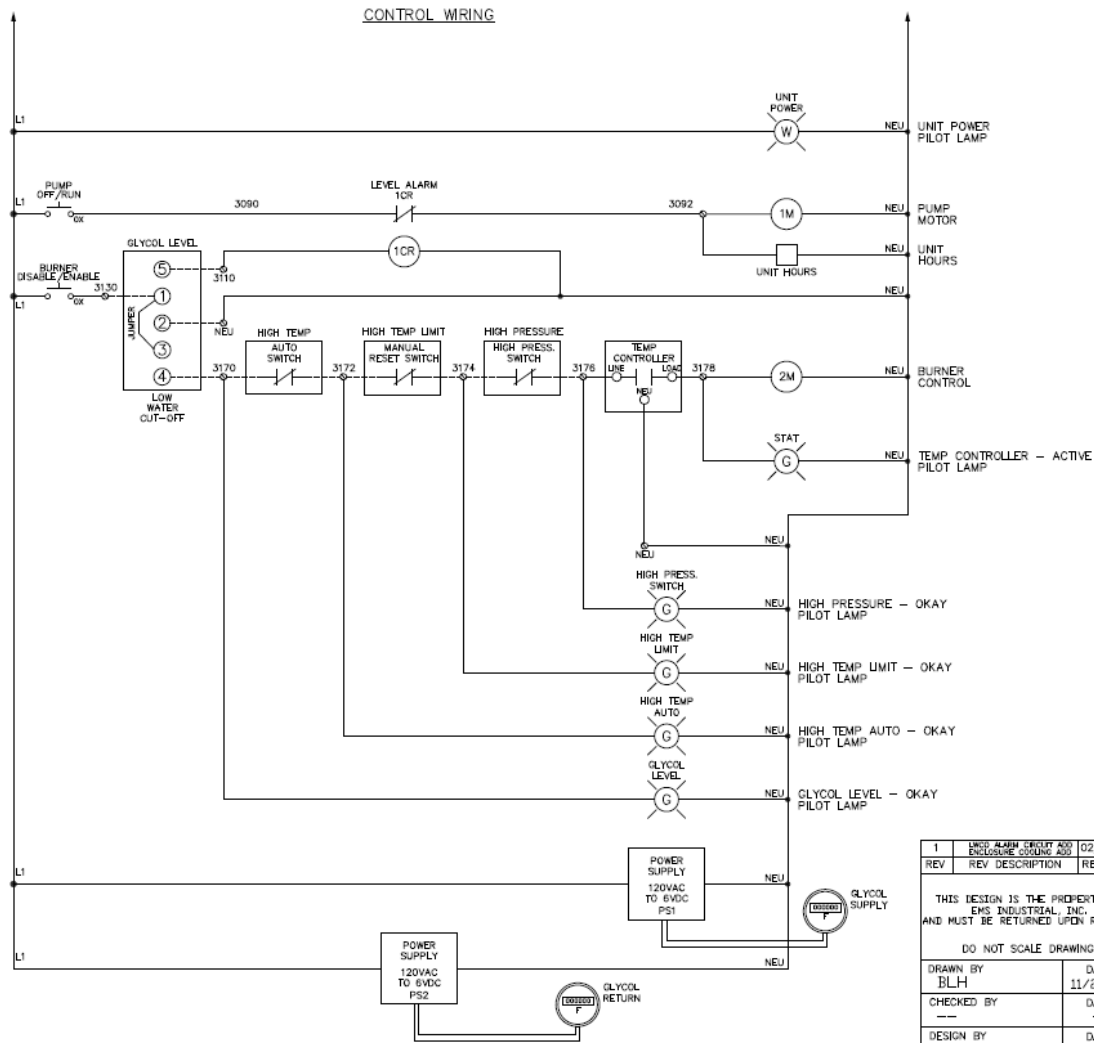 CONTROL WIRING
UNIT
POWER
L1
W
NEU
UNIT POWER
PILOT LAMP
PUMP
OFF/RUN
L1
OX
3090
LEVEL ALARM
1CR
3092
1M
NEU
PUMP
MOTOR
GLYCOL LEVEL
5
3110
1CR
UNIT HOURS
NEU
UNIT
HOURS
BURNER
DISABLE/ENABLE
L1
OX
3130
1
JUMPER
2
NEU
NEU
3
4
LOW
WATER
CUT-OFF
3170
HIGH TEMP
AUTO
SWITCH
3172
HIGH TEMP LIMIT
MANUAL
RESET SWITCH
3174
HIGH PRESSURE
HIGH PRESS.
SWITCH
3176
TEMP
CONTROLLER
LINE
LOAD
NEU
3178
2M
NEU
BURNER
CONTROL
STAT
G
NEU
TEMP CONTROLLER – ACTIVE
PILOT LAMP
NEU
NEU
HIGH PRESS.
SWITCH
G
NEU
HIGH PRESSURE – OKAY
PILOT LAMP
HIGH TEMP
LIMIT
G
NEU
HIGH TEMP LIMIT – OKAY
PILOT LAMP
HIGH TEMP
AUTO
G
NEU
HIGH TEMP AUTO – OKAY
PILOT LAMP
GLYCOL
LEVEL
G
NEU
GLYCOL LEVEL – OKAY
PILOT LAMP
L1
POWER
SUPPLY
120VAC
TO 6VDC
PS1
NEU
000000
F
GLYCOL
SUPPLY
L1
POWER
SUPPLY
120VAC
TO 6VDC
PS2
NEU
000000
F
GLYCOL
RETURN
1 LWCO ALARM CIRCUIT ADD 02
ENCLOSURE COOLING ADD
REV REV DESCRIPTION RE
THIS DESIGN IS THE PROPERT
EMS INDUSTRIAL, INC.
AND MUST BE RETURNED UPON R
DO NOT SCALE DRAWING
DRAWN BY
BLH
11/2
CHECKED BY
--
DESIGN BY